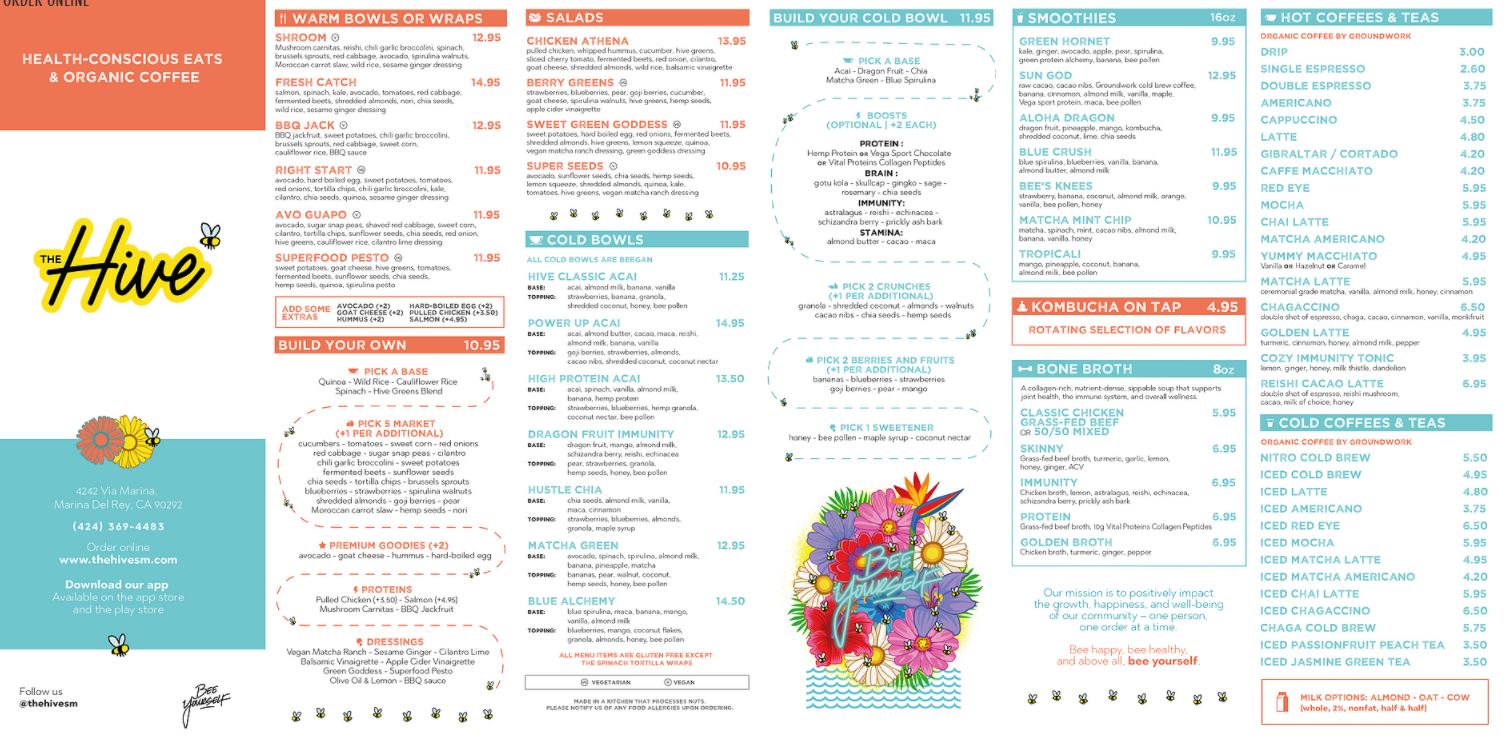 ORDER ONLINE
HEALTH-CONSCIOUS EATS
& ORGANIC COFFEE
THE
Hive
4242 Via Marina,
Marina Del Rey, CA 90292
(424) 369-4483
Order online
www.thehivesm.com
Download our app
Available on the app store
and the play store
Follow us
@thehivesm
BEE
YOURSELF
WARM BOWLS OR WRAPS
SHROOM Ⓥ 12.95
Mushroom carnitas, reishi, chili garlic broccolini, spinach,
brussels sprouts, red cabbage, avocado, spirulina walnuts,
Moroccan carrot slaw, wild rice, sesame ginger dressing
FRESH CATCH 14.95
salmon, spinach, kale, avocado, tomatoes, red cabbage,
fermented beets, shredded almonds, nori, chia seeds,
wild rice, sesame ginger dressing
BBQ JACK Ⓥ 12.95
BBQ jackfruit, sweet potatoes, chili garlic broccolini,
brussels sprouts, red cabbage, sweet corn,
cauliflower rice, BBQ sauce
RIGHT START 11.95
avocado, hard boiled egg, sweet potatoes, tomatoes,
red onions, tortilla chips, chili garlic broccolini, kale,
cilantro, chia seeds, quinoa, sesame ginger dressing
AVO GUAPO Ⓥ 11.95
avocado, sugar snap peas, shaved red cabbage, sweet corn,
cilantro, tortilla chips, sunflower seeds, chia seeds, red onion,
hive greens, cauliflower rice, cilantro lime dressing
SUPERFOOD PESTO 11.95
sweet potatoes, goat cheese, hive greens, tomatoes,
fermented beets, sunflower seeds, chia seeds,
hemp seeds, quinoa, spirulina pesto
ADD SOME
EXTRAS
AVOCADO (+2) HARD-BOILED EGG (+2)
GOAT CHEESE (+2) PULLED CHICKEN (+3.50)
HUMMUS (+2) SALMON (+4.95)
BUILD YOUR OWN 10.95
PICK A BASE
Quinoa - Wild Rice - Cauliflower Rice
Spinach - Hive Greens Blend
PICK 5 MARKET
(+1 PER ADDITIONAL)
cucumbers - tomatoes - sweet corn - red onions
red cabbage - sugar snap peas - cilantro
chili garlic broccolini - sweet potatoes
fermented beets - sunflower seeds
chia seeds - tortilla chips - brussels sprouts
blueberries - strawberries - spirulina walnuts
shredded almonds - goji berries - pear
Moroccan carrot slaw - hemp seeds - nori
PREMIUM GOODIES (+2)
avocado - goat cheese - hummus - hard-boiled egg
PROTEINS
Pulled Chicken (+3.50) - Salmon (+4.95)
Mushroom Carnitas - BBQ Jackfruit
DRESSINGS
Vegan Matcha Ranch - Sesame Ginger - Cilantro Lime
Balsamic Vinaigrette - Apple Cider Vinaigrette
Green Goddess - Superfood Pesto
Olive Oil & Lemon - BBQ sauce
SALADS
CHICKEN ATHENA 13.95
pulled chicken, whipped hummus, cucumber, hive greens,
sliced cherry tomato, fermented beets, red onion, cilantro,
goat cheese, shredded almonds, wild rice, balsamic vinaigrette
BERRY GREENS 11.95
strawberries, blueberries, pear, goji berries, cucumber,
goat cheese, spirulina walnuts, hive greens, hemp seeds,
apple cider vinaigrette
SWEET GREEN GODDESS 11.95
sweet potatoes, hard boiled egg, red onions, fermented beets,
shredded almonds, hive greens, lemon squeeze, quinoa,
vegan matcha ranch dressing, green goddess dressing
SUPER SEEDS Ⓥ 10.95
avocado, sunflower seeds, chia seeds, hemp seeds,
lemon squeeze, shredded almonds, quinoa, kale,
tomatoes, hive greens, vegan matcha ranch dressing
COLD BOWLS
ALL COLD BOWLS ARE BEEGAN
HIVE CLASSIC ACAI 11.25
BASE: acai, almond milk, banana, vanilla
TOPPING: strawberries, banana, granola,
shredded coconut, honey, bee pollen
POWER UP ACAI 14.95
BASE: acai, almond butter, cacao, maca, reishi,
almond milk, banana, vanilla
TOPPING: goji berries, strawberries, almonds,
cacao nibs, shredded coconut, coconut nectar
HIGH PROTEIN ACAI 13.50
BASE: acai, spinach, vanilla, almond milk,
banana, hemp protein
TOPPING: strawberries, blueberries, hemp granola,
coconut nectar, bee pollen
DRAGON FRUIT IMMUNITY 12.95
BASE: dragon fruit, mango, almond milk,
schizandra berry, reishi, echinacea
TOPPING: pear, strawberries, granola,
hemp seeds, honey, bee pollen
HUSTLE CHIA 11.95
BASE: chia seeds, almond milk, vanilla,
maca, cinnamon
TOPPING: strawberries, blueberries, almonds,
granola, maple syrup
MATCHA GREEN 12.95
BASE: avocado, spinach, spirulina, almond milk,
banana, pineapple, matcha
TOPPING: bananas, pear, walnut, coconut,
hemp seeds, honey, bee pollen
BLUE ALCHEMY 14.50
BASE: blue spirulina, maca, banana, mango,
vanilla, almond milk
TOPPING: blueberries, mango, coconut flakes,
granola, almonds, honey, bee pollen
ALL MENU ITEMS ARE GLUTEN FREE EXCEPT
THE SPINACH TORTILLA WRAPS
VEGETARIAN Ⓥ VEGAN
MADE IN A KITCHEN THAT PROCESSES NUTS.
PLEASE NOTIFY US OF ANY FOOD ALLERGIES UPON ORDERING.
BUILD YOUR COLD BOWL 11.95
PICK A BASE
Acai - Dragon Fruit - Chia
Matcha Green - Blue Spirulina
BOOSTS
(OPTIONAL | +2 EACH)
PROTEIN :
Hemp Protein OR Vega Sport Chocolate
OR Vital Proteins Collagen Peptides
BRAIN :
gotu kola - skullcap - gingko - sage -
rosemary - chia seeds
IMMUNITY:
astralagus - reishi - echinacea -
schizandra berry - prickly ash bark
STAMINA:
almond butter - cacao - maca
PICK 2 CRUNCHES
(+1 PER ADDITIONAL)
granola - shredded coconut - almonds - walnuts
cacao nibs - chia seeds - hemp seeds
PICK 2 BERRIES AND FRUITS
(+1 PER ADDITIONAL)
bananas - blueberries - strawberries
goji berries - pear - mango
PICK 1 SWEETENER
honey - bee pollen - maple syrup - coconut nectar
BEE
YOURSELF
SMOOTHIES 16oz
GREEN HORNET 9.95
kale, ginger, avocado, apple, pear, spirulina,
green protein alchemy, banana, bee pollen
SUN GOD 12.95
raw cacao, cacao nibs, Groundwork cold brew coffee,
banana, cinnamon, almond milk, vanilla, maple,
Vega sport protein, maca, bee pollen
ALOHA DRAGON 9.95
dragon fruit, pineapple, mango, kombucha,
shredded coconut, lime, chia seeds
BLUE CRUSH 11.95
blue spirulina, blueberries, vanilla, banana,
almond butter, almond milk
BEE'S KNEES 9.95
strawberry, banana, coconut, almond milk, orange,
vanilla, bee pollen, honey
MATCHA MINT CHIP 10.95
matcha, spinach, mint, cacao nibs, almond milk,
banana, vanilla, honey
TROPICALI 9.95
mango, pineapple, coconut, banana,
almond milk, bee pollen
KOMBUCHA ON TAP 4.95
ROTATING SELECTION OF FLAVORS
BONE BROTH 8oz
A collagen-rich, nutrient-dense, sippable soup that supports
joint health, the immune system, and overall wellness.
CLASSIC CHICKEN 5.95
GRASS-FED BEEF
OR 50/50 MIXED
SKINNY 6.95
Grass-fed beef broth, turmeric, garlic, lemon,
honey, ginger, ACV
IMMUNITY 6.95
Chicken broth, lemon, astralagus, reishi, echinacea,
schizandra berry, prickly ash bark
PROTEIN 6.95
Grass-fed beef broth, 10g Vital Proteins Collagen Peptides
GOLDEN BROTH 6.95
Chicken broth, turmeric, ginger, pepper
Our mission is to positively impact
the growth, happiness, and well-being
of our community – one person,
one order at a time.
Bee happy, bee healthy,
and above all, bee yourself.
HOT COFFEES & TEAS
ORGANIC COFFEE BY GROUNDWORK
DRIP 3.00
SINGLE ESPRESSO 2.60
DOUBLE ESPRESSO 3.75
AMERICANO 3.75
CAPPUCCINO 4.50
LATTE 4.80
GIBRALTAR / CORTADO 4.20
CAFFE MACCHIATO 4.20
RED EYE 5.95
MOCHA 5.95
CHAI LATTE 5.95
MATCHA AMERICANO 4.20
YUMMY MACCHIATO 4.95
Vanilla OR Hazelnut OR Caramel
MATCHA LATTE 5.95
ceremonial grade matcha, vanilla, almond milk, honey, cinnamon
CHAGACCINO 6.50
double shot of espresso, chaga, cacao, cinnamon, vanilla, monkfruit
GOLDEN LATTE 4.95
turmeric, cinnamon, honey, almond milk, pepper
COZY IMMUNITY TONIC 3.95
lemon, ginger, honey, milk thistle, dandelion
REISHI CACAO LATTE 6.95
double shot of espresso, reishi mushroom,
cacao, milk of choice, honey
COLD COFFEES & TEAS
ORGANIC COFFEE BY GROUNDWORK
NITRO COLD BREW 5.50
ICED COLD BREW 4.95
ICED LATTE 4.80
ICED AMERICANO 3.75
ICED RED EYE 6.50
ICED MOCHA 5.95
ICED MATCHA LATTE 4.95
ICED MATCHA AMERICANO 4.20
ICED CHAI LATTE 5.95
ICED CHAGACCINO 6.50
CHAGA COLD BREW 5.75
ICED PASSIONFRUIT PEACH TEA 3.50
ICED JASMINE GREEN TEA 3.50
MILK OPTIONS: ALMOND - OAT - COW
(whole, 2%, nonfat, half & half)